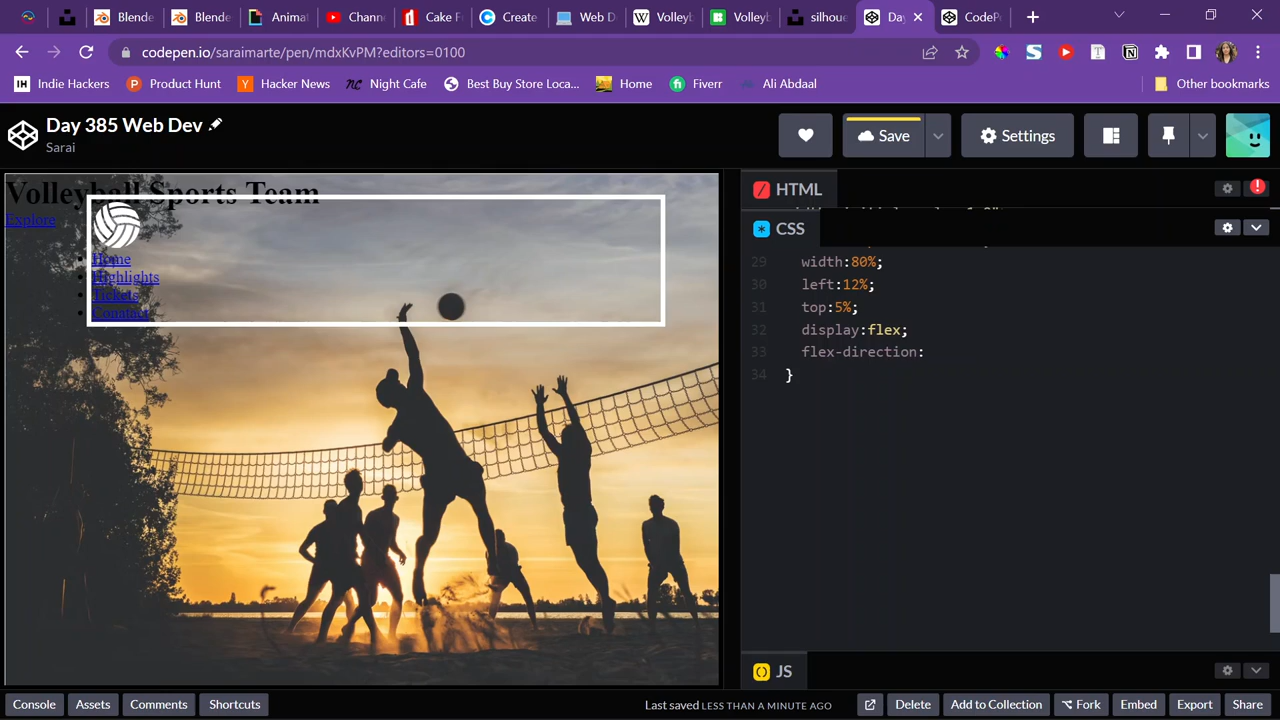 Blende
Blende
Animat
Chann
Cake F
Create
Web D
Volleyb
Volleyb
silhoue
Day
CodeP
codepen.io/saraimarte/pen/mdxKvPM?editors=0100
Indie Hackers
Product Hunt
Hacker News
Night Cafe
Best Buy Store Loca...
Home
Fiverr
Ali Abdaal
Other bookmarks
Day 385 Web Dev
Sarai
Save
Settings
Volleyball Sports Team
Explore
Home
Highlights
Tickets
HTML
CSS
29 width:80%;
30 left:12%;
31 top:5%;
32 display:flex;
33 flex-direction:
34 }
JS
Console
Assets
Comments
Shortcuts
Last saved LESS THAN A MINUTE AGO
Delete
Add to Collection
Fork
Embed
Export
Share